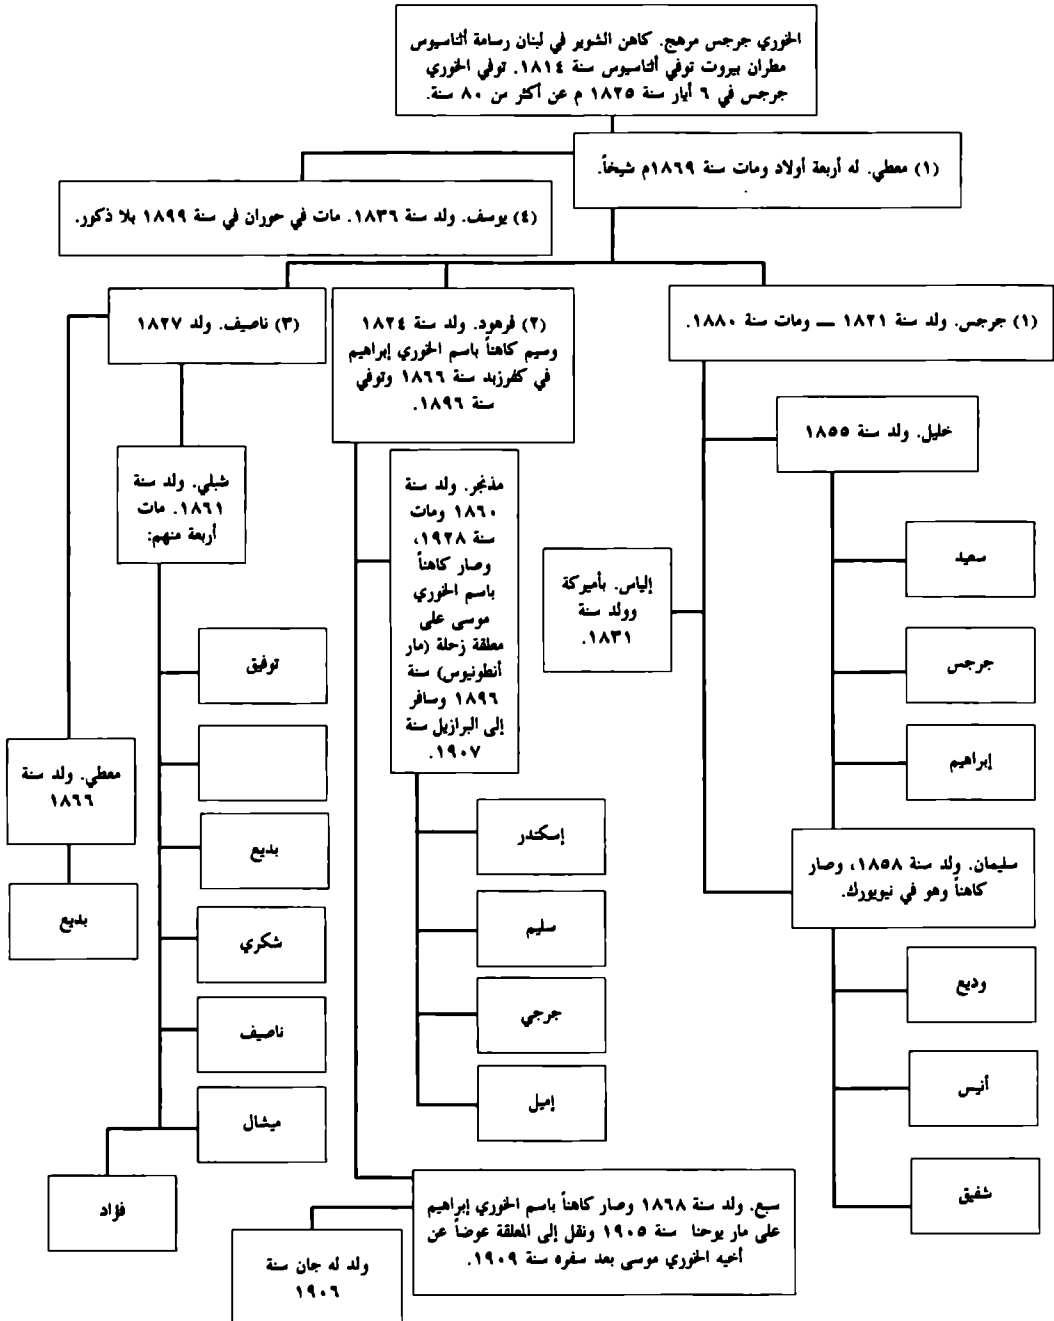 الخوري جرجس مرهج. كاهن الشوير في لبنان رسامة أثناسيوس
مطران بيروت توفي أثناسيوس سنة ١٨١٤. توفي الخوري
جرجس في ٦ أيار سنة ١٨٢٥ م عن أكثر من ٨٠ سنة.
(١) معطي. له أربعة أولاد ومات سنة ١٨٦٩م شيخاً.
(٤) يوسف. ولد سنة ١٨٣٦. مات في حوران في سنة ١٨٩٩ بلا ذكور.
(١) جرجس. ولد سنة ١٨٢١ — ومات سنة ١٨٨٠.
(٢) فرهود. ولد سنة ١٨٢٤
وسيم كاهناً باسم الخوري إبراهيم
في كفرزبد سنة ١٨٦٦ وتوفي
سنة ١٨٩٦.
(٣) ناصيف. ولد ١٨٢٧
خليل. ولد سنة ١٨٥٥
سعيد
جرجس
إبراهيم
إلياس. بأميركة
وولد سنة
١٨٣١.
سليمان. ولد سنة ١٨٥٨، وصار
كاهناً وهو في نيويورك.
وديع
أنيس
شفيق
مذنجر. ولد سنة
١٨٦٠ ومات
سنة ١٩٢٨،
وصار كاهناً
باسم الخوري
موسى على
معلقة زحلة (مار
أنطونيوس) سنة
١٨٩٦ وسافر
إلى البرازيل سنة
١٩٠٧.
إسكندر
سليم
جرجي
إميل
سبع. ولد سنة ١٨٦٨ وصار كاهناً باسم الخوري إبراهيم
على مار يوحنا سنة ١٩٠٥ ونقل إلى المعلقة عوضاً عن
أخيه الخوري موسى بعد سفره سنة ١٩٠٩.
ولد له جان سنة
١٩٠٦
شبلي. ولد سنة
١٨٦١. مات
أربعة منهم:
توفيق
بديع
شكري
ناصيف
ميشال
فؤاد
معطي. ولد سنة
١٨٦٦
بديع